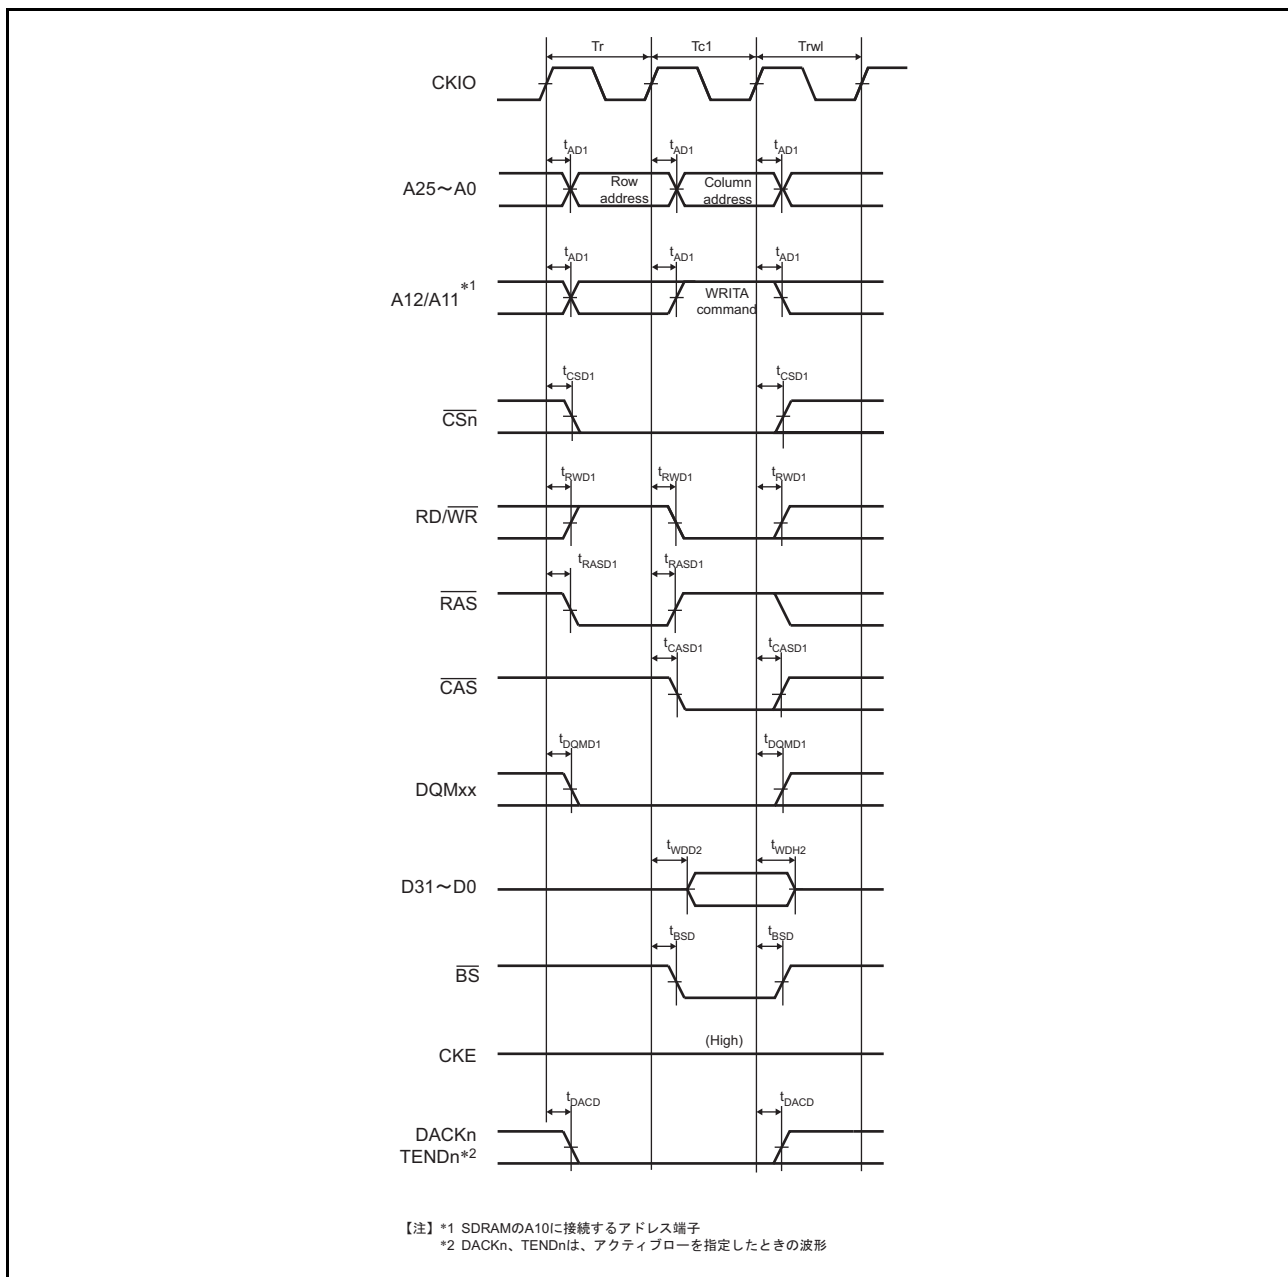 Tr Tc1 Trwl
CKIO
tAD1 tAD1 tAD1
A25～A0
Row address
Column address
tAD1 tAD1 tAD1
A12/A11*1
WRITA command
tCSD1 tCSD1
CSn
tRWD1 tRWD1 tRWD1
RD/WR
tRASD1 tRASD1
RAS
tCASD1 tCASD1
CAS
tDQMD1 tDQMD1
DQMxx
tWDD2 tWDH2
D31～D0
tBSD tBSD
BS
(High)
CKE
tDACD tDACD
DACKn
TENDn*2
【注】*1 SDRAMのA10に接続するアドレス端子
*2 DACKn、TENDnは、アクティブローを指定したときの波形